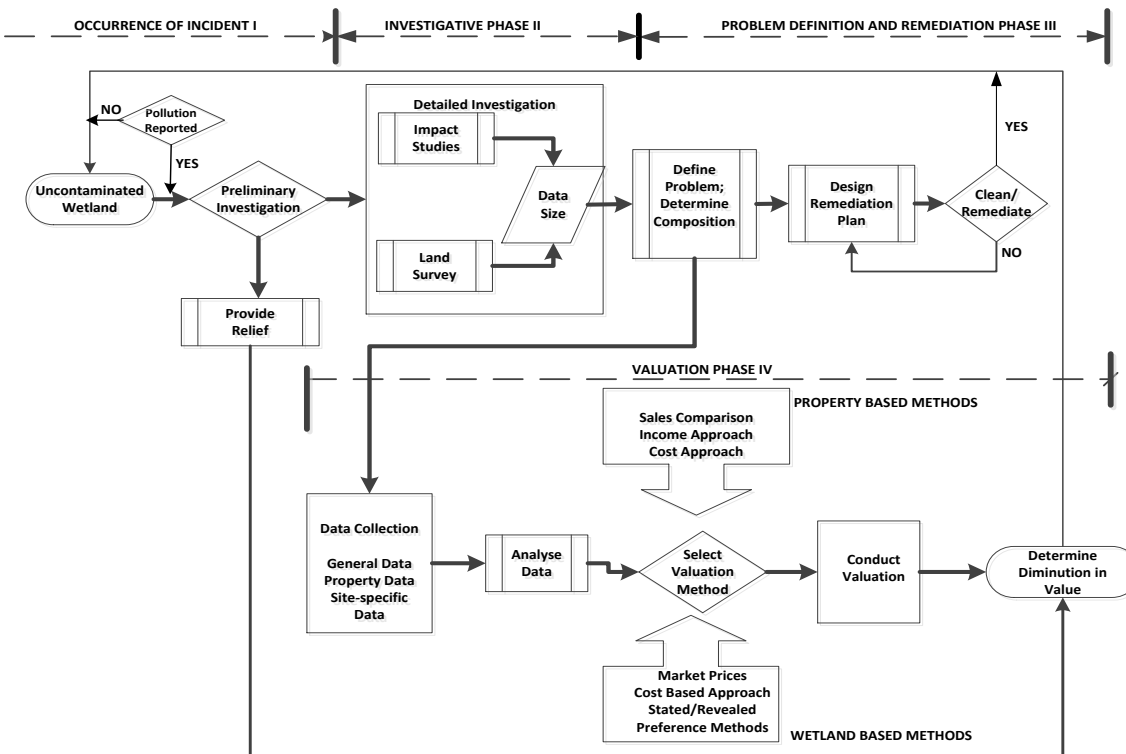 OCCURRENCE OF INCIDENT I
INVESTIGATIVE PHASE II
PROBLEM DEFINITION AND REMEDIATION PHASE III
NO
Pollution
Reported
YES
Uncontaminated
Wetland
Preliminary
Investigation
Provide
Relief
Detailed Investigation
Impact
Studies
Data
Size
Land
Survey
Define
Problem;
Determine
Composition
Design
Remediation
Plan
Clean/
Remediate
YES
NO
VALUATION PHASE IV
PROPERTY BASED METHODS
Sales Comparison
Income Approach
Cost Approach
Data Collection
General Data
Property Data
Site-specific
Data
Analyse
Data
Select
Valuation
Method
Conduct
Valuation
Determine
Diminution in
Value
Market Prices
Cost Based Approach
Stated/Revealed
Preference Methods
WETLAND BASED METHODS